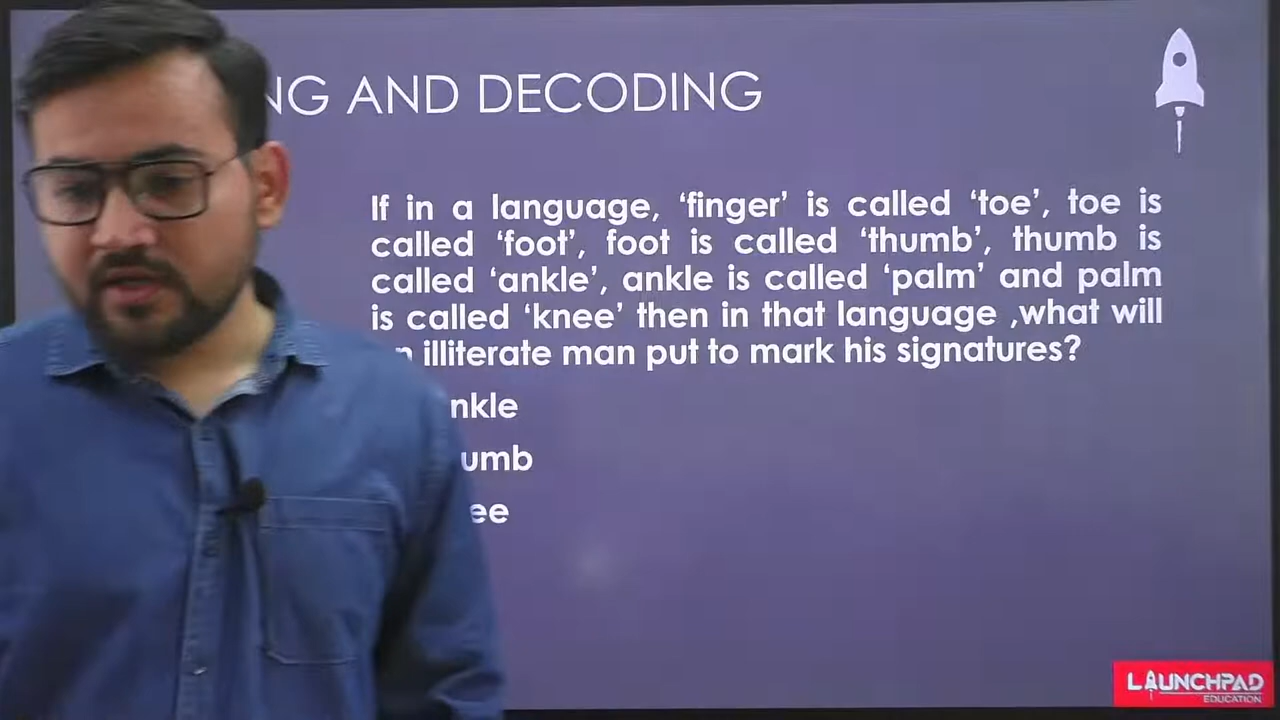 NG AND DECODING
If in a language, ‘finger’ is called ‘toe’, toe is
called ‘foot’, foot is called ‘thumb’, thumb is
called ‘ankle’, ankle is called ‘palm’ and palm
is called ‘knee’ then in that language ,what will
n illiterate man put to mark his signatures?
nkle
umb
ee
LAUNCHPAD
EDUCATION